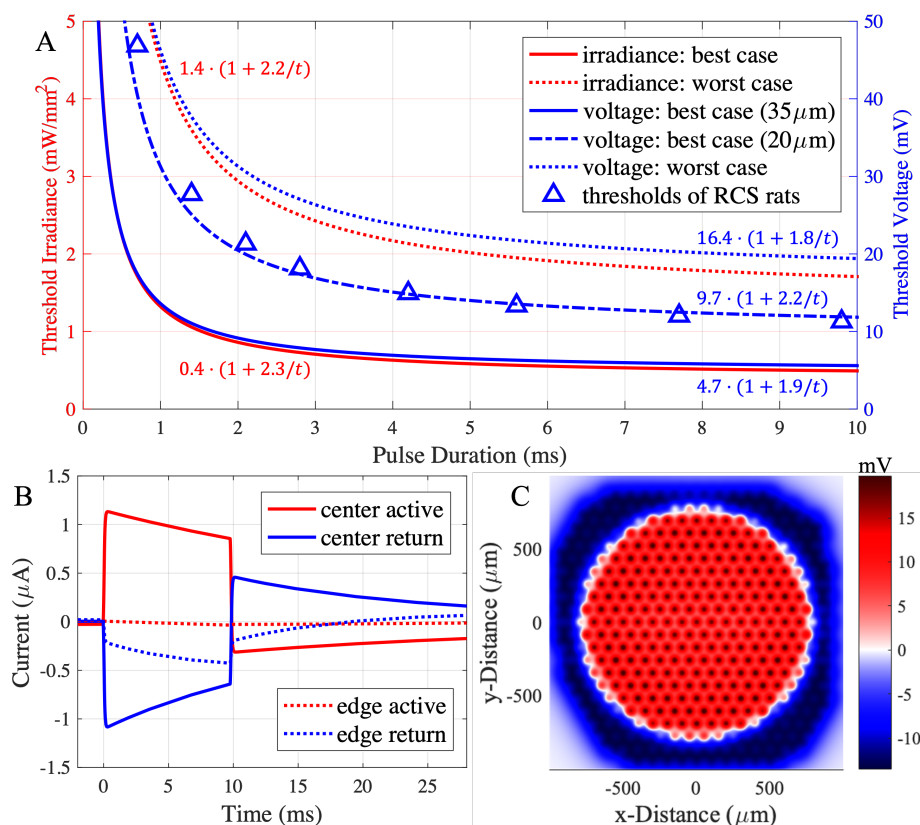 A
Threshold Irradiance (mW/mm²)
5
4
3
2
1
0
0 1 2 3 4 5 6 7 8 9 10
Pulse Duration (ms)
50
40
30
20
10
0
Threshold Voltage (mV)
1.4 · (1 + 2.2/t)
irradiance: best case
irradiance: worst case
voltage: best case (35μm)
voltage: best case (20μm)
voltage: worst case
thresholds of RCS rats
16.4 · (1 + 1.8/t)
9.7 · (1 + 2.2/t)
0.4 · (1 + 2.3/t)
4.7 · (1 + 1.9/t)
B
Current (μA)
1.5
1
0.5
0
-0.5
-1
-1.5
0 5 10 15 20 25
Time (ms)
center active
center return
edge active
edge return
C
y-Distance (μm)
500
0
-500
-500 0 500
x-Distance (μm)
mV
15
10
5
0
-5
-10